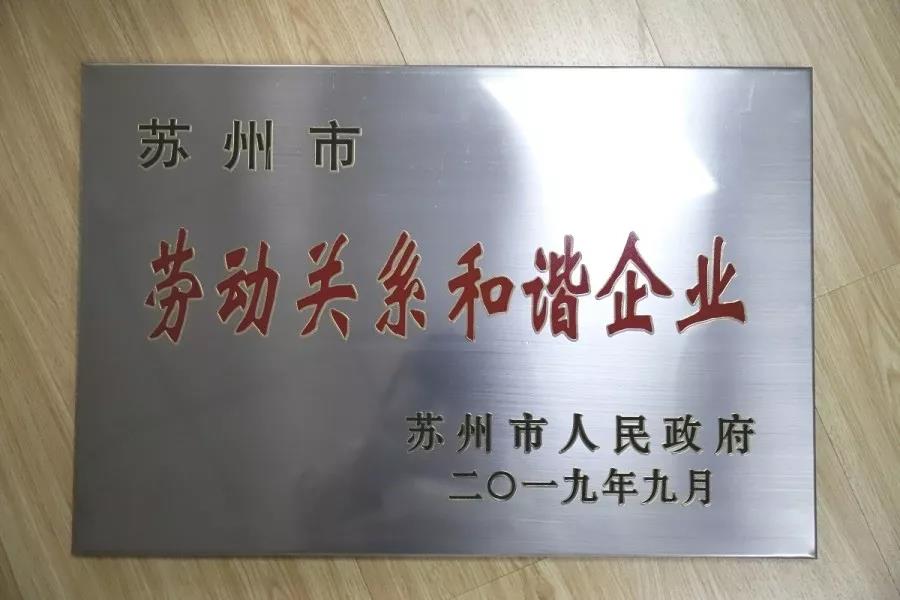 苏州市
劳动关系和谐企业
苏州市人民政府
二〇一九年九月